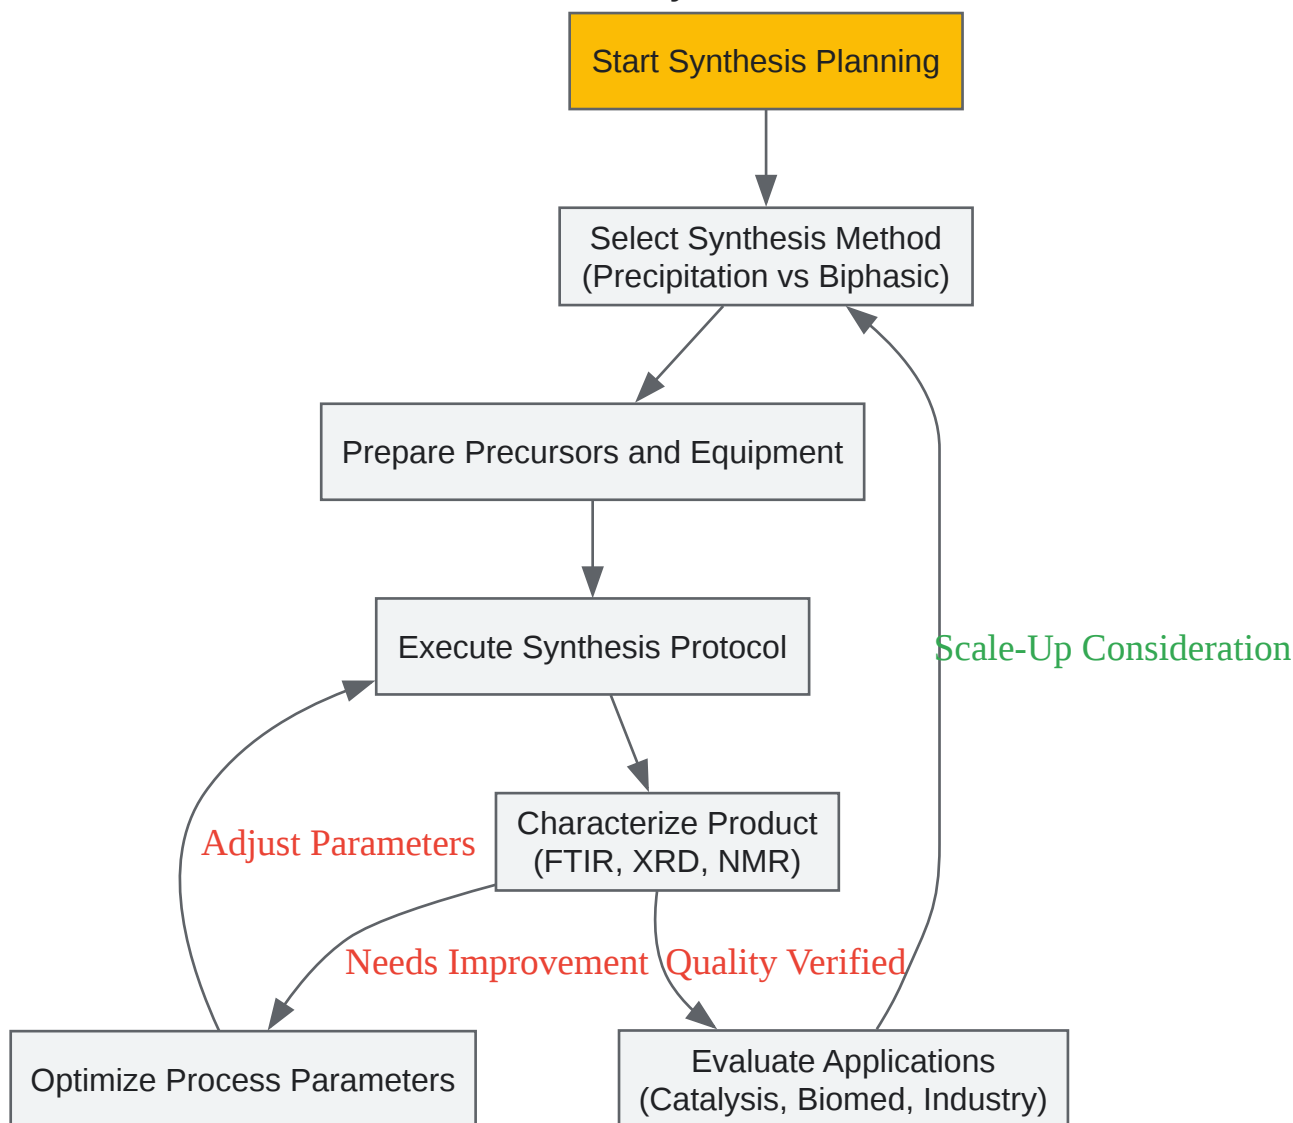 Start Synthesis Planning
Select Synthesis Method
(Precipitation vs Biphasic)
Prepare Precursors and Equipment
Execute Synthesis Protocol
Scale-Up Consideration
Characterize Product
(FTIR, XRD, NMR)
Adjust Parameters
Needs Improvement
Quality Verified
Optimize Process Parameters
Evaluate Applications
(Catalysis, Biomed, Industry)